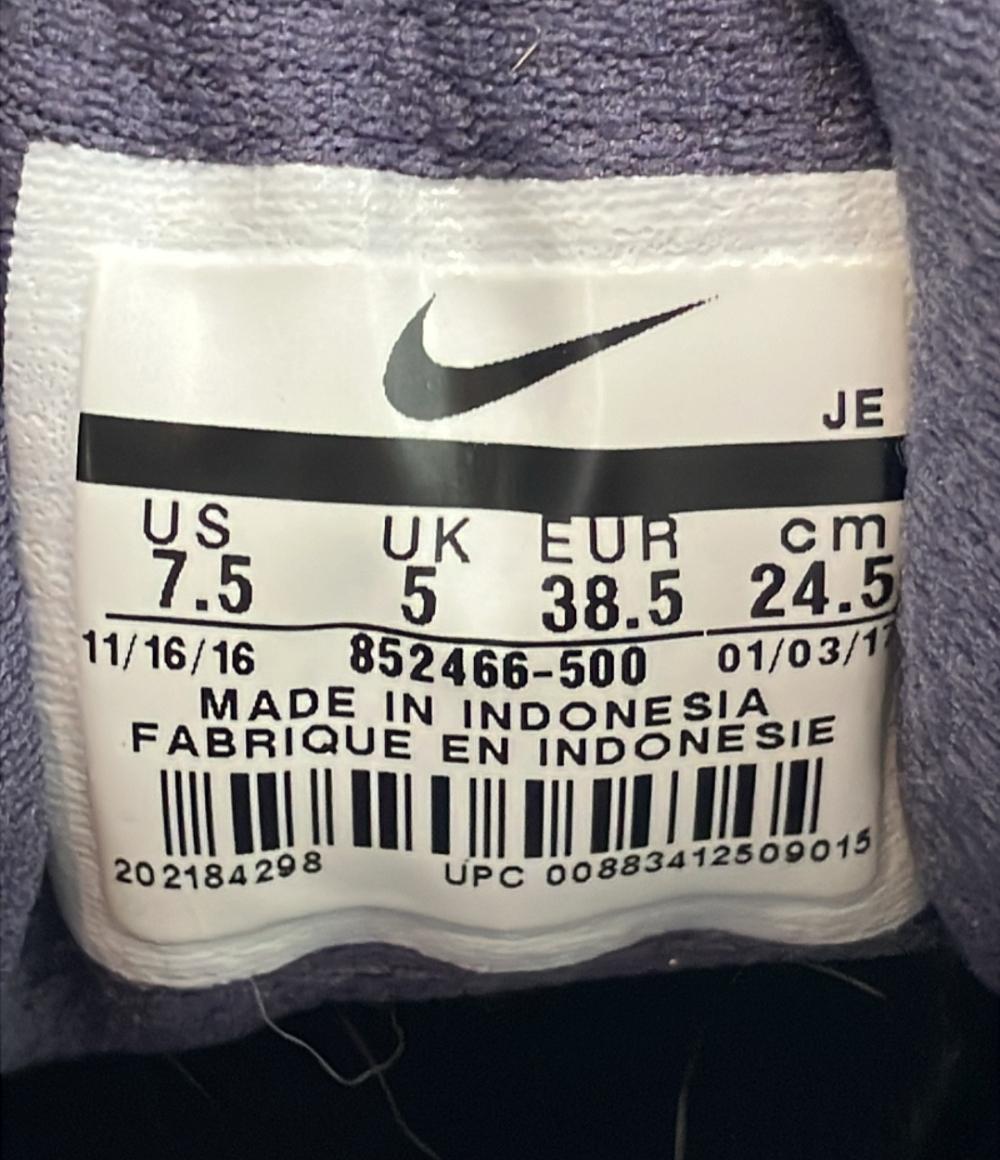 JE
US UK EUR cm
7.5 5 38.5 24.5
11/16/16 852466-500 01/03/17
MADE IN INDONESIA
FABRIQUE EN INDONESIE
202184298 UPC 00883412509015